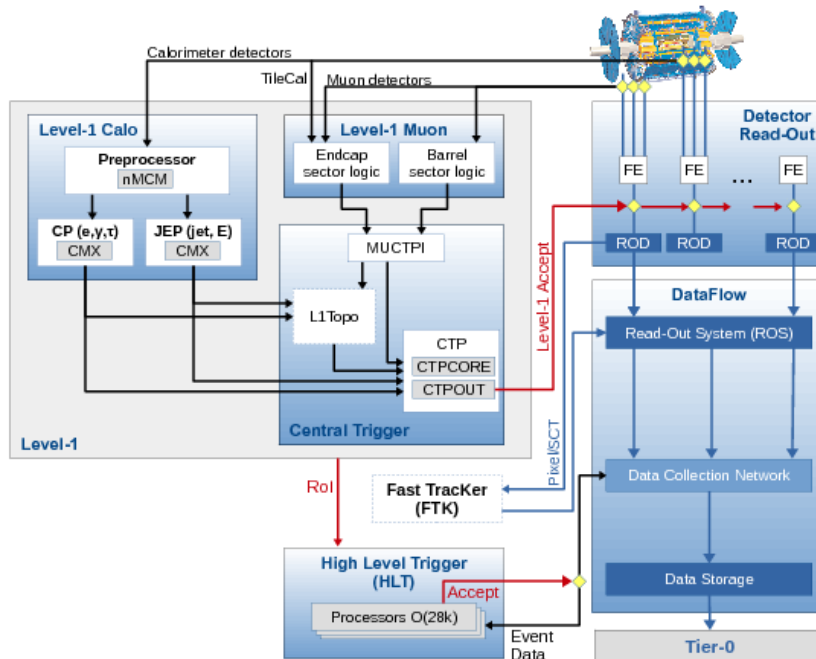 Calorimeter detectors
TileCal
Muon detectors
Detector
Read-Out
Level-1 Calo
Preprocessor
nMCM
CP (e,γ,τ)
CMX
JEP (jet, E)
CMX
Level-1 Muon
Endcap
sector logic
Barrel
sector logic
MUCTPI
L1Topo
CTP
CTPCORE
CTPOUT
Central Trigger
Level-1
Level-1 Accept
FE
FE
...
FE
ROD
ROD
ROD
DataFlow
Read-Out System (ROS)
Pixel/SCT
Data Collection Network
Data Storage
Tier-0
RoI
Fast TracKer
(FTK)
High Level Trigger
(HLT)
Accept
Processors O(28k)
Event
Data